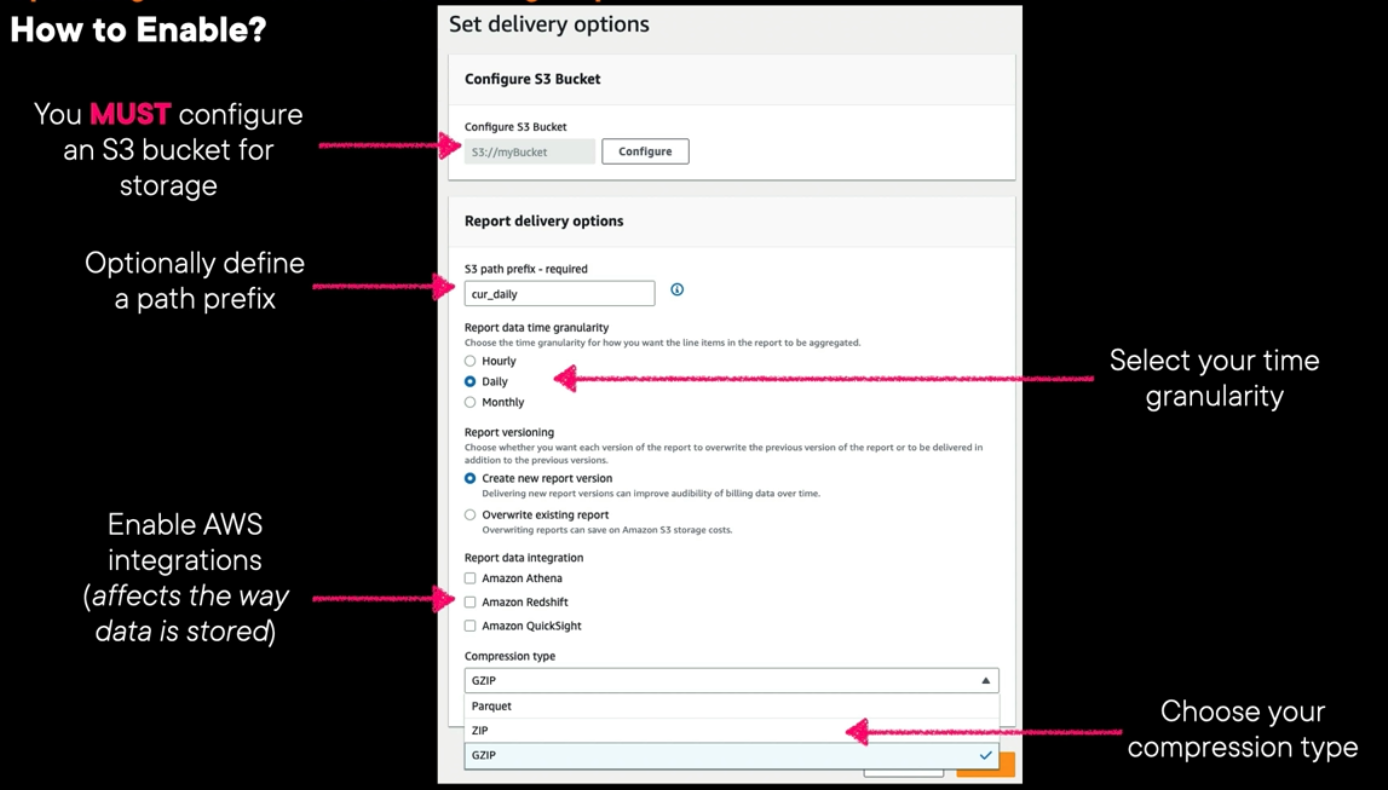 How to Enable?
You MUST configure
an S3 bucket for
storage
Optionally define
a path prefix
Enable AWS
integrations
(affects the way
data is stored)
Set delivery options
Configure S3 Bucket
Configure S3 Bucket
S3://myBucket
Configure
Report delivery options
S3 path prefix - required
cur_daily
Report data time granularity
Choose the time granularity for how you want the line items in the report to be aggregated.
Hourly
Daily
Monthly
Report versioning
Choose whether you want each version of the report to overwrite the previous version of the report or to be delivered in
addition to the previous versions.
Create new report version
Delivering new report versions can improve audibility of billing data over time.
Overwrite existing report
Overwriting reports can save on Amazon S3 storage costs.
Report data integration
Amazon Athena
Amazon Redshift
Amazon QuickSight
Compression type
GZIP
Parquet
ZIP
GZIP
Select your time
granularity
Choose your
compression type